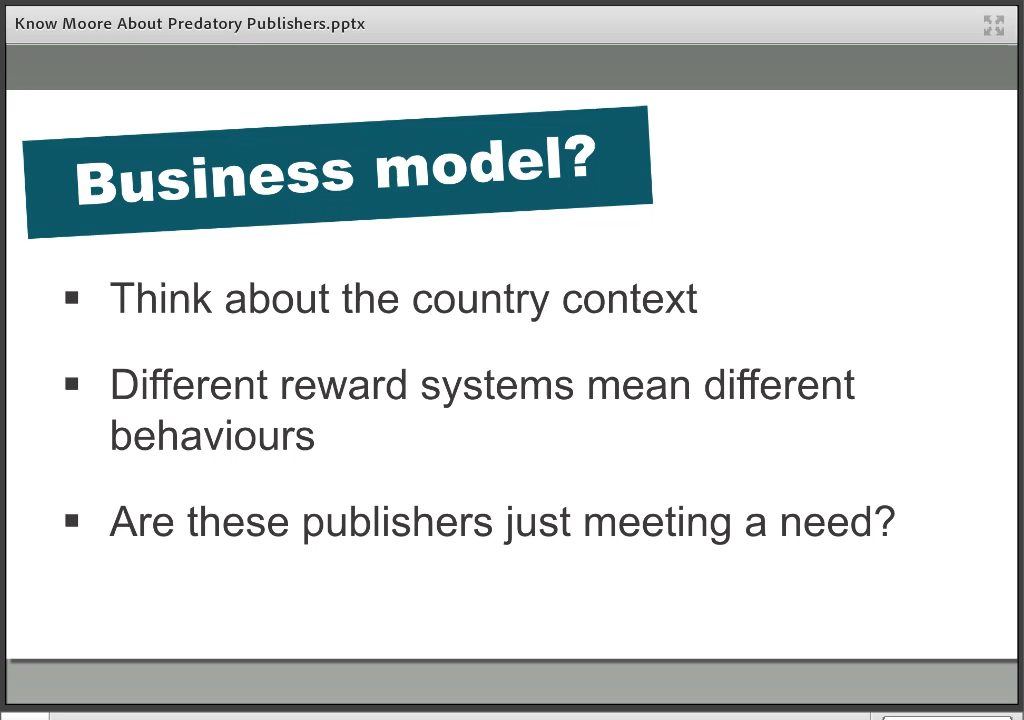 Know Moore About Predatory Publishers.pptx
Business model?
▪ Think about the country context
▪ Different reward systems mean different
behaviours
▪ Are these publishers just meeting a need?